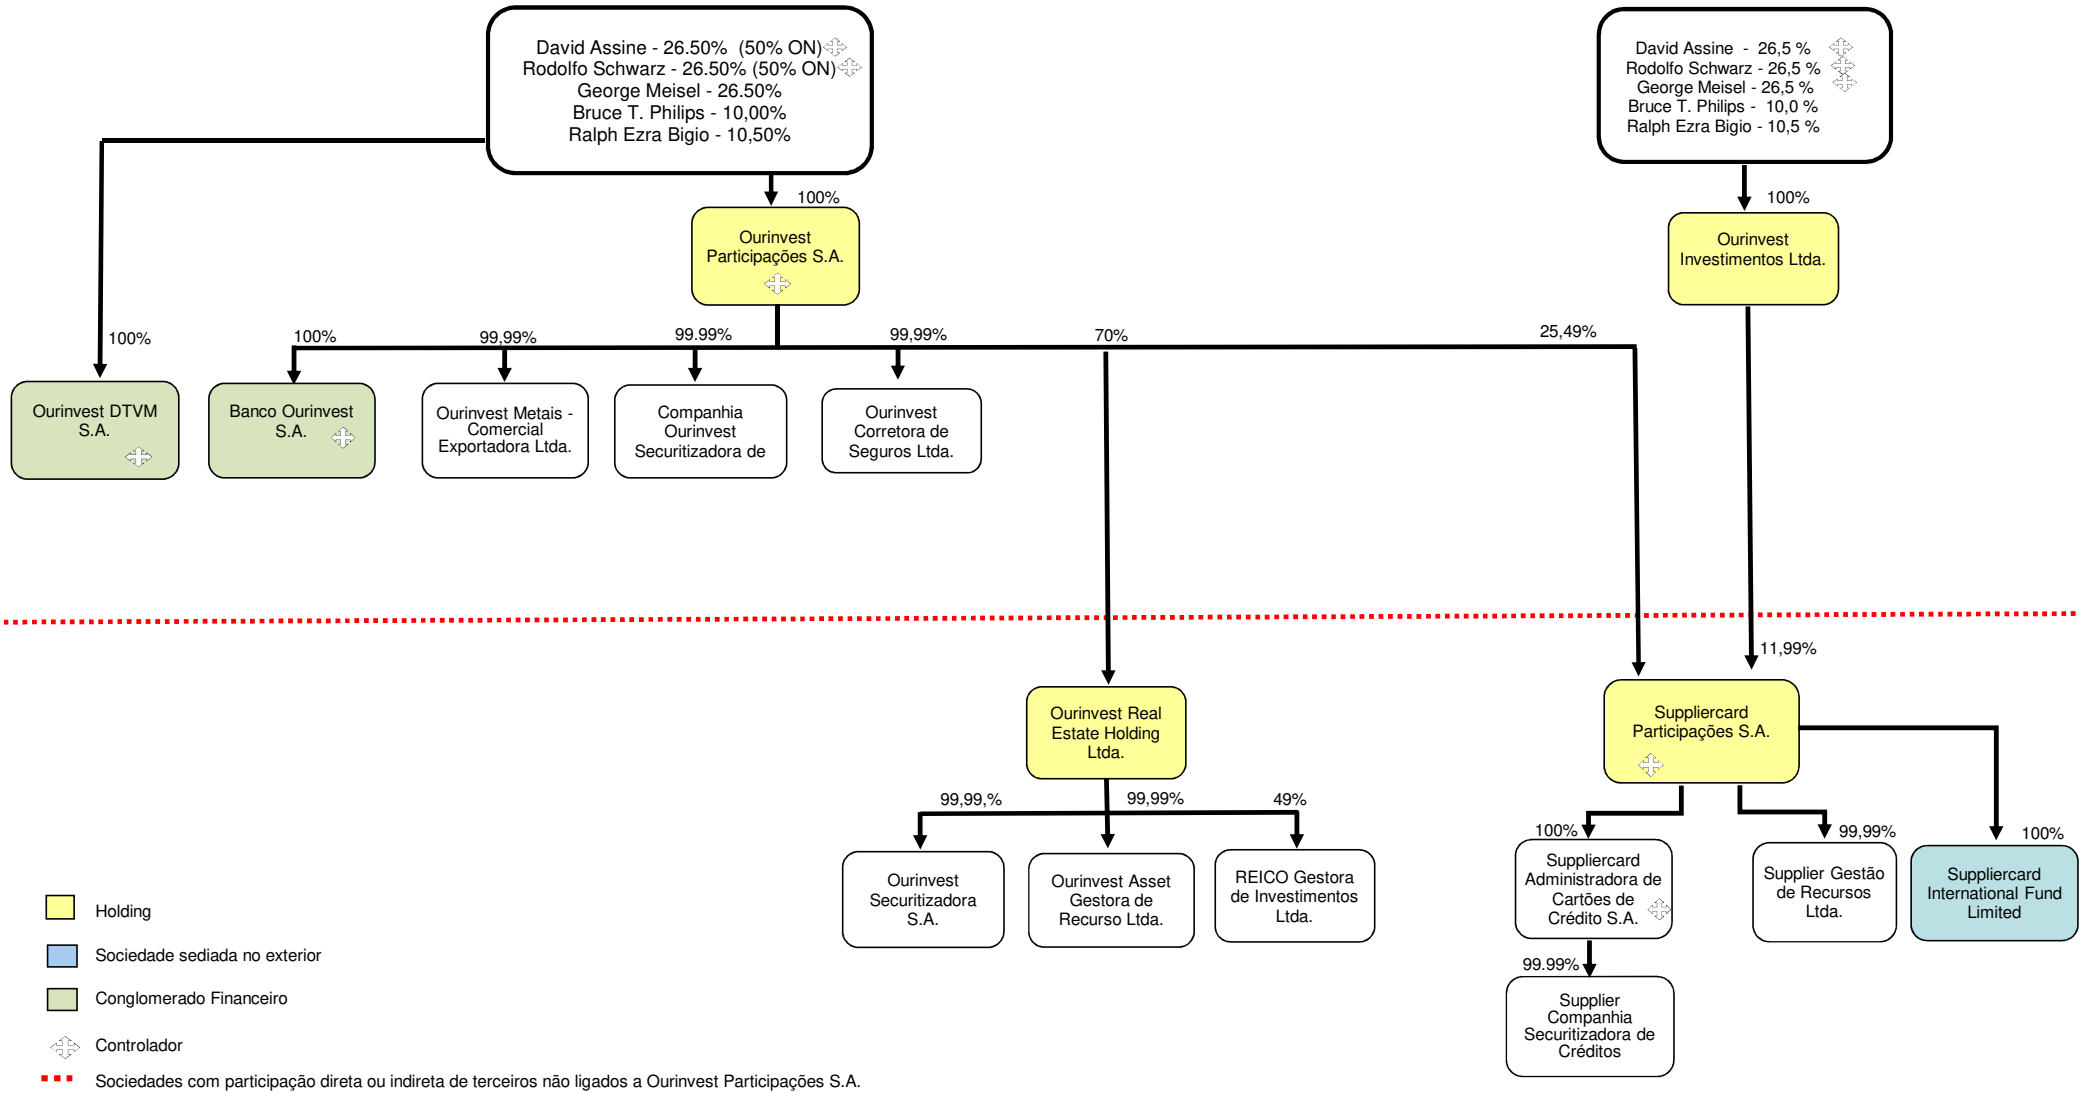 David Assine - 26.50%  (50% ON)
Rodolfo Schwarz - 26.50% (50% ON)
George Meisel - 26.50%
Bruce T. Philips - 10,00%
Ralph Ezra Bigio - 10,50%
David Assine  -  26,5 %
Rodolfo Schwarz - 26,5 %
George Meisel - 26,5 %
Bruce T. Philips -  10,0 %
Ralph Ezra Bigio - 10,5 %
100%
Ourinvest
Participações S.A.
100%
Ourinvest
Investimentos Ltda.
100%
100%
99,99%
99.99%
99,99%
70%
25,49%
Ourinvest DTVM
S.A.
Banco Ourinvest
S.A.
Ourinvest Metais -
Comercial
Exportadora Ltda.
Companhia
Ourinvest
Securitizadora de
Ourinvest
Corretora de
Seguros Ltda.
11,99%
Ourinvest Real
Estate Holding
Ltda.
Suppliercard
Participações S.A.
99,99,%
99,99%
49%
100%
99,99%
100%
Ourinvest
Securitizadora
S.A.
Ourinvest Asset
Gestora de
Recurso Ltda.
REICO Gestora
de Investimentos
Ltda.
Suppliercard
Administradora de
Cartões de
Crédito S.A.
Supplier Gestão
de Recursos
Ltda.
Suppliercard
International Fund
Limited
99.99%
Supplier
Companhia
Securitizadora de
Créditos
Holding
Sociedade sediada no exterior
Conglomerado Financeiro
Controlador
Sociedades com participação direta ou indireta de terceiros não ligados a Ourinvest Participações S.A.